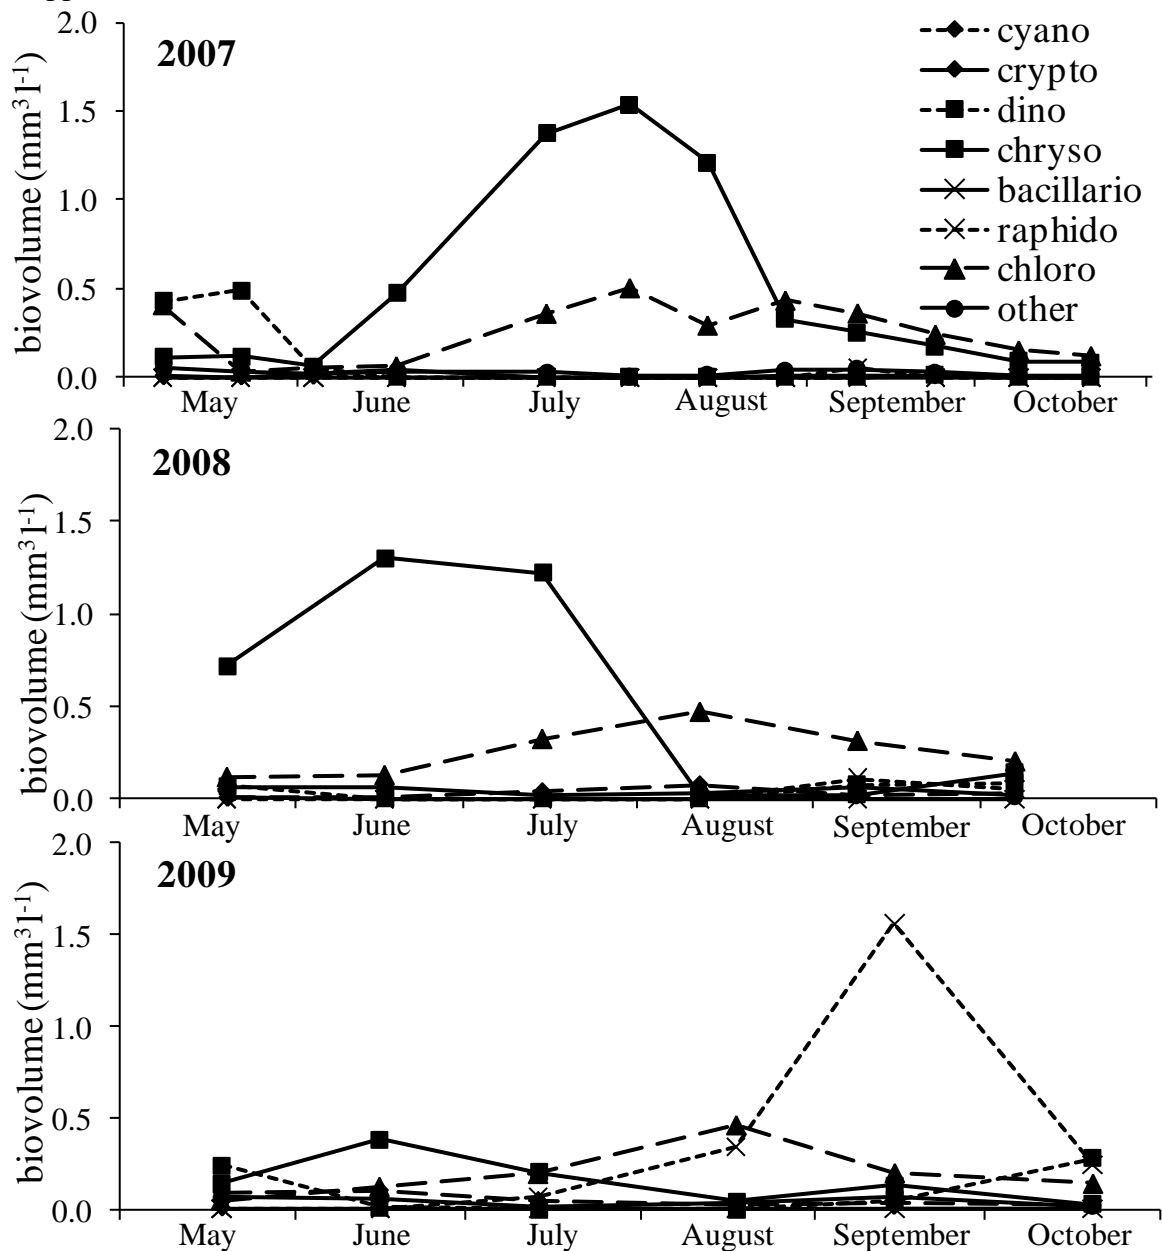 2.0
2007
1.5
1.0
0.5
0.0
biovolume (mm³ l⁻¹)
cyano
crypto
dino
chryso
bacillario
raphido
chloro
other
May June July August September October
2.0
2008
1.5
1.0
0.5
0.0
biovolume (mm³ l⁻¹)
May June July August September October
2.0
2009
1.5
1.0
0.5
0.0
biovolume (mm³ l⁻¹)
May June July August September October